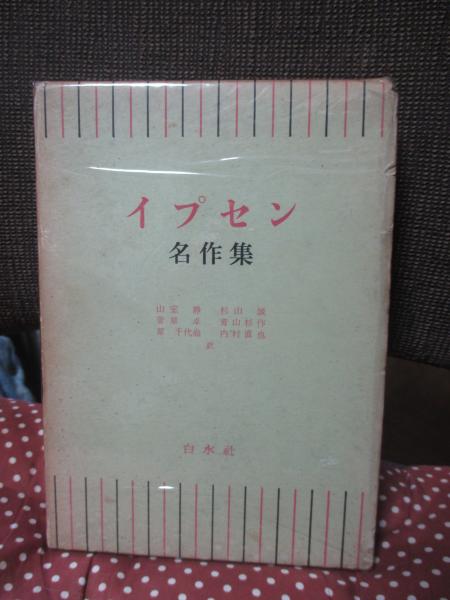 イプセン
名作集
山室 静 杉山 誠
菅原 卓 青山杉作
原 千代海 内村直也
訳
白水社